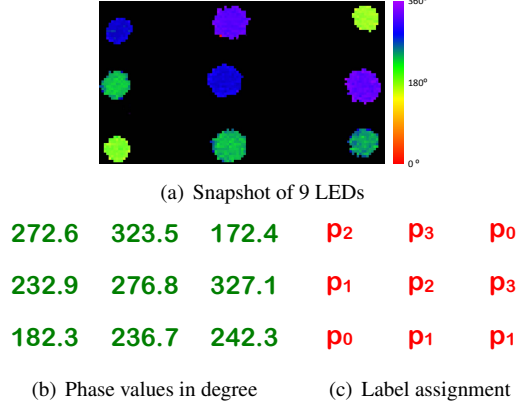 360°
180°
0 °
(a) Snapshot of 9 LEDs
272.6 323.5 172.4 p₂ p₃ p₀
232.9 276.8 327.1 p₁ p₂ p₃
182.3 236.7 242.3 p₀ p₁ p₁
(b) Phase values in degree (c) Label assignment